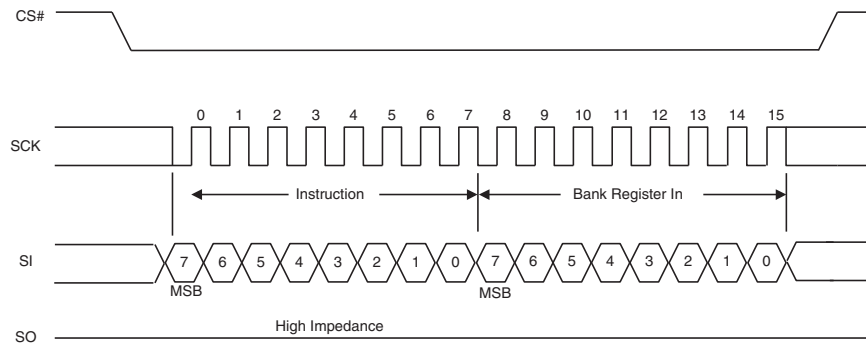 CS#
0 1 2 3 4 5 6 7 8 9 10 11 12 13 14 15
SCK
Instruction Bank Register In
SI 7 6 5 4 3 2 1 0 7 6 5 4 3 2 1 0
MSB MSB
High Impedance
SO